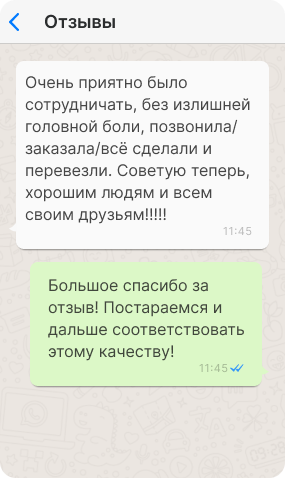 Отзывы
Очень приятно было
сотрудничать, без излишней
головной боли, позвонила/
заказала/всё сделали и
перевезли. Советую теперь,
хорошим людям и всем
своим друзьям!!!!!
11:45
Большое спасибо за
отзыв! Постараемся и
дальше соответствовать
этому качеству!
11:45